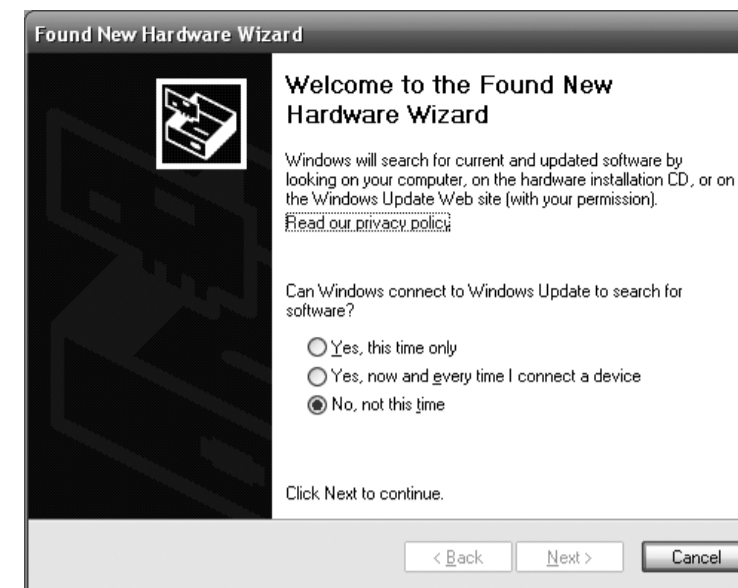 Found New Hardware Wizard
Welcome to the Found New
Hardware Wizard
Windows will search for current and updated software by
looking on your computer, on the hardware installation CD, or on
the Windows Update Web site (with your permission).
Read our privacy policy
Can Windows connect to Windows Update to search for
software?
Yes, this time only
Yes, now and every time I connect a device
No, not this time
Click Next to continue.
< Back Next > Cancel